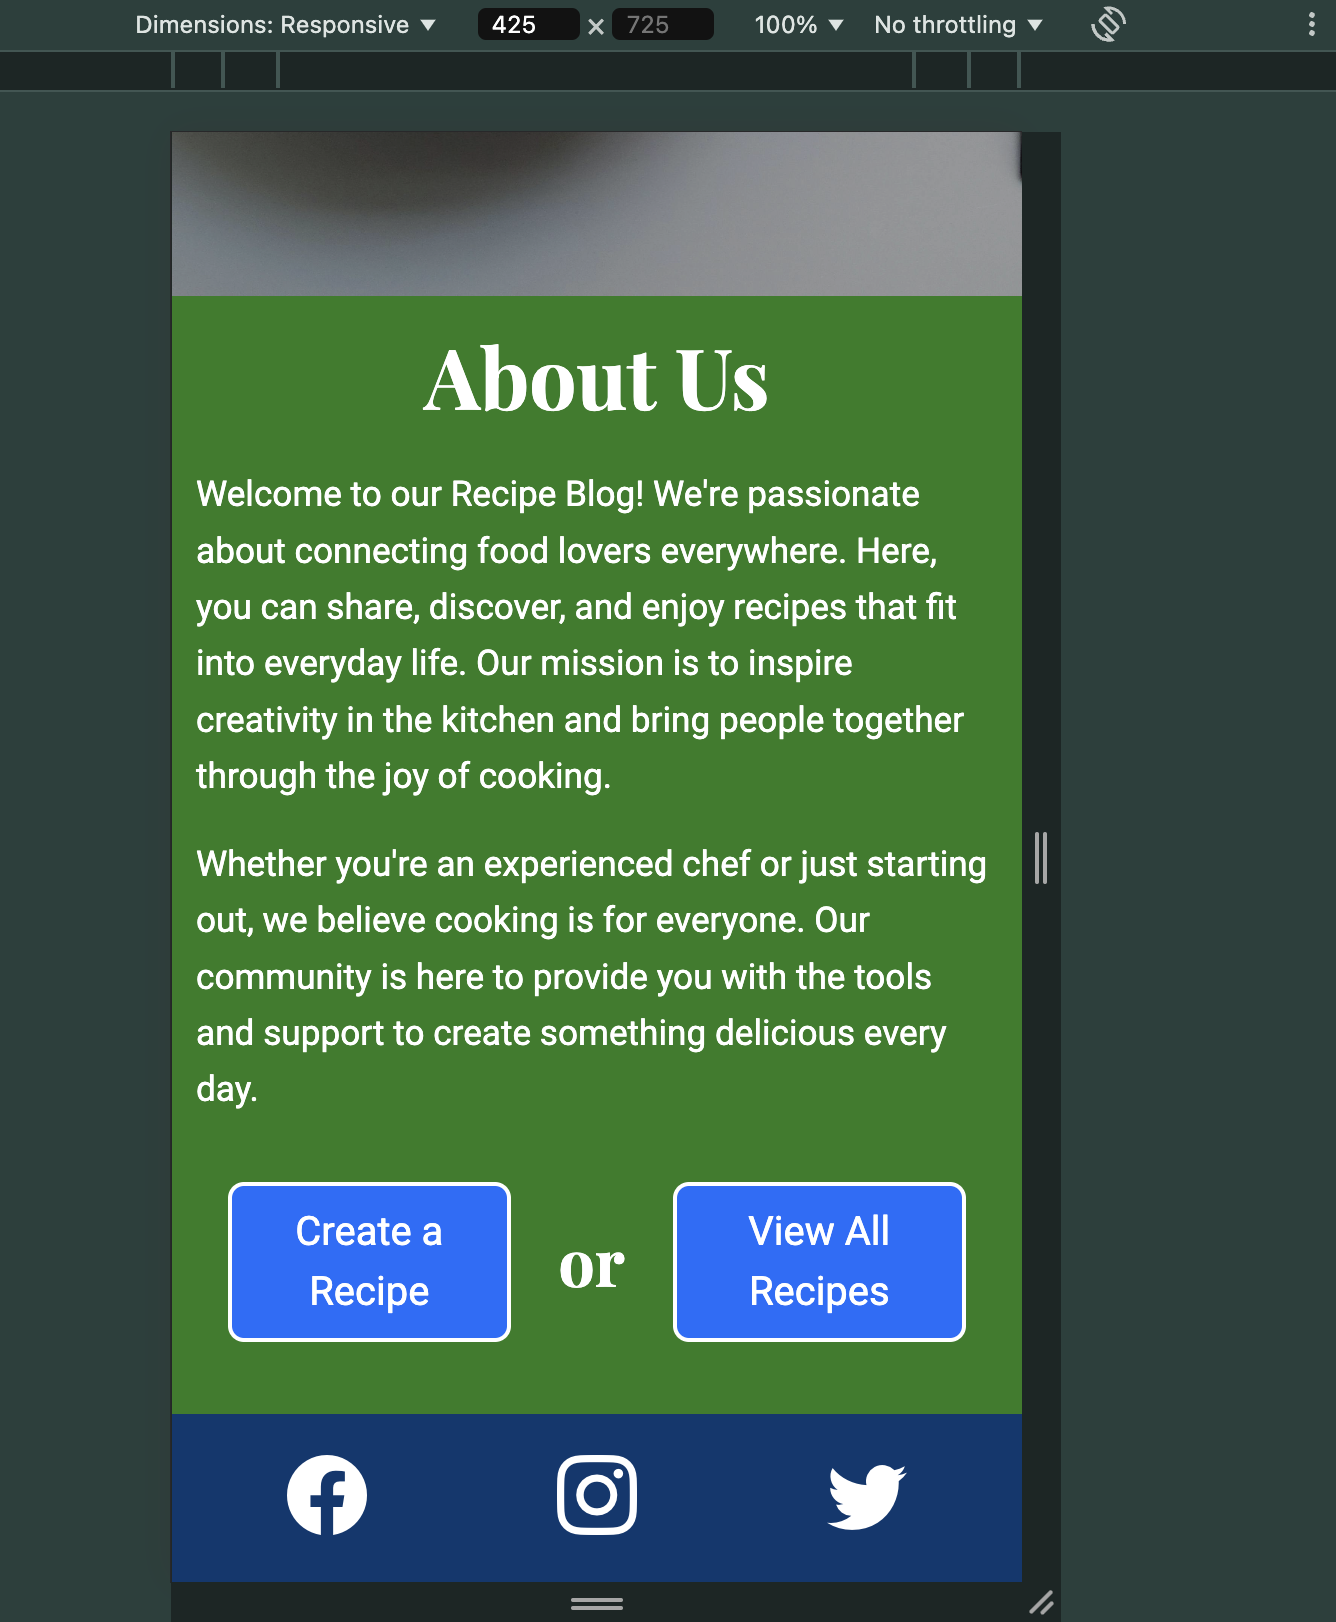 Dimensions: Responsive ▼ 425 × 725 100% ▼ No throttling ▼
About Us
Welcome to our Recipe Blog! We're passionate
about connecting food lovers everywhere. Here,
you can share, discover, and enjoy recipes that fit
into everyday life. Our mission is to inspire
creativity in the kitchen and bring people together
through the joy of cooking.
Whether you're an experienced chef or just starting
out, we believe cooking is for everyone. Our
community is here to provide you with the tools
and support to create something delicious every
day.
Create a
Recipe
or
View All
Recipes